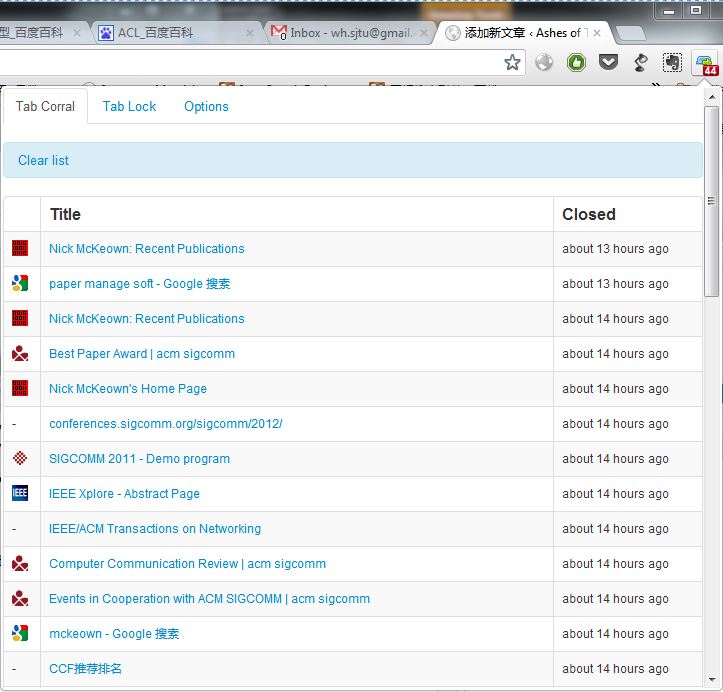 型_百度百科
ACL_百度百科
Inbox - wh.sjtu@gmail.
添加新文章 ‹ Ashes of T
44
Tab Corral
Tab Lock
Options
Clear list
Title Closed
Nick McKeown: Recent Publications about 13 hours ago
paper manage soft - Google 搜索 about 13 hours ago
Nick McKeown: Recent Publications about 14 hours ago
Best Paper Award | acm sigcomm about 14 hours ago
Nick McKeown's Home Page about 14 hours ago
- conferences.sigcomm.org/sigcomm/2012/ about 14 hours ago
SIGCOMM 2011 - Demo program about 14 hours ago
IEEE IEEE Xplore - Abstract Page about 14 hours ago
- IEEE/ACM Transactions on Networking about 14 hours ago
Computer Communication Review | acm sigcomm about 14 hours ago
Events in Cooperation with ACM SIGCOMM | acm sigcomm about 14 hours ago
mckeown - Google 搜索 about 14 hours ago
- CCF推荐排名 about 14 hours ago